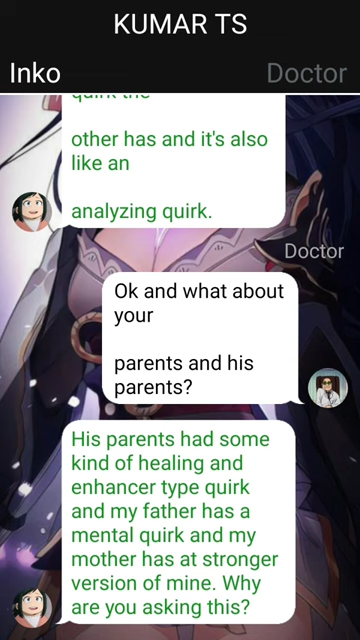 KUMAR TS
Inko
Doctor
quirk the
other has and it's also
like an
analyzing quirk.
Doctor
Ok and what about
your
parents and his
parents?
His parents had some
kind of healing and
enhancer type quirk
and my father has a
mental quirk and my
mother has at stronger
version of mine. Why
are you asking this?